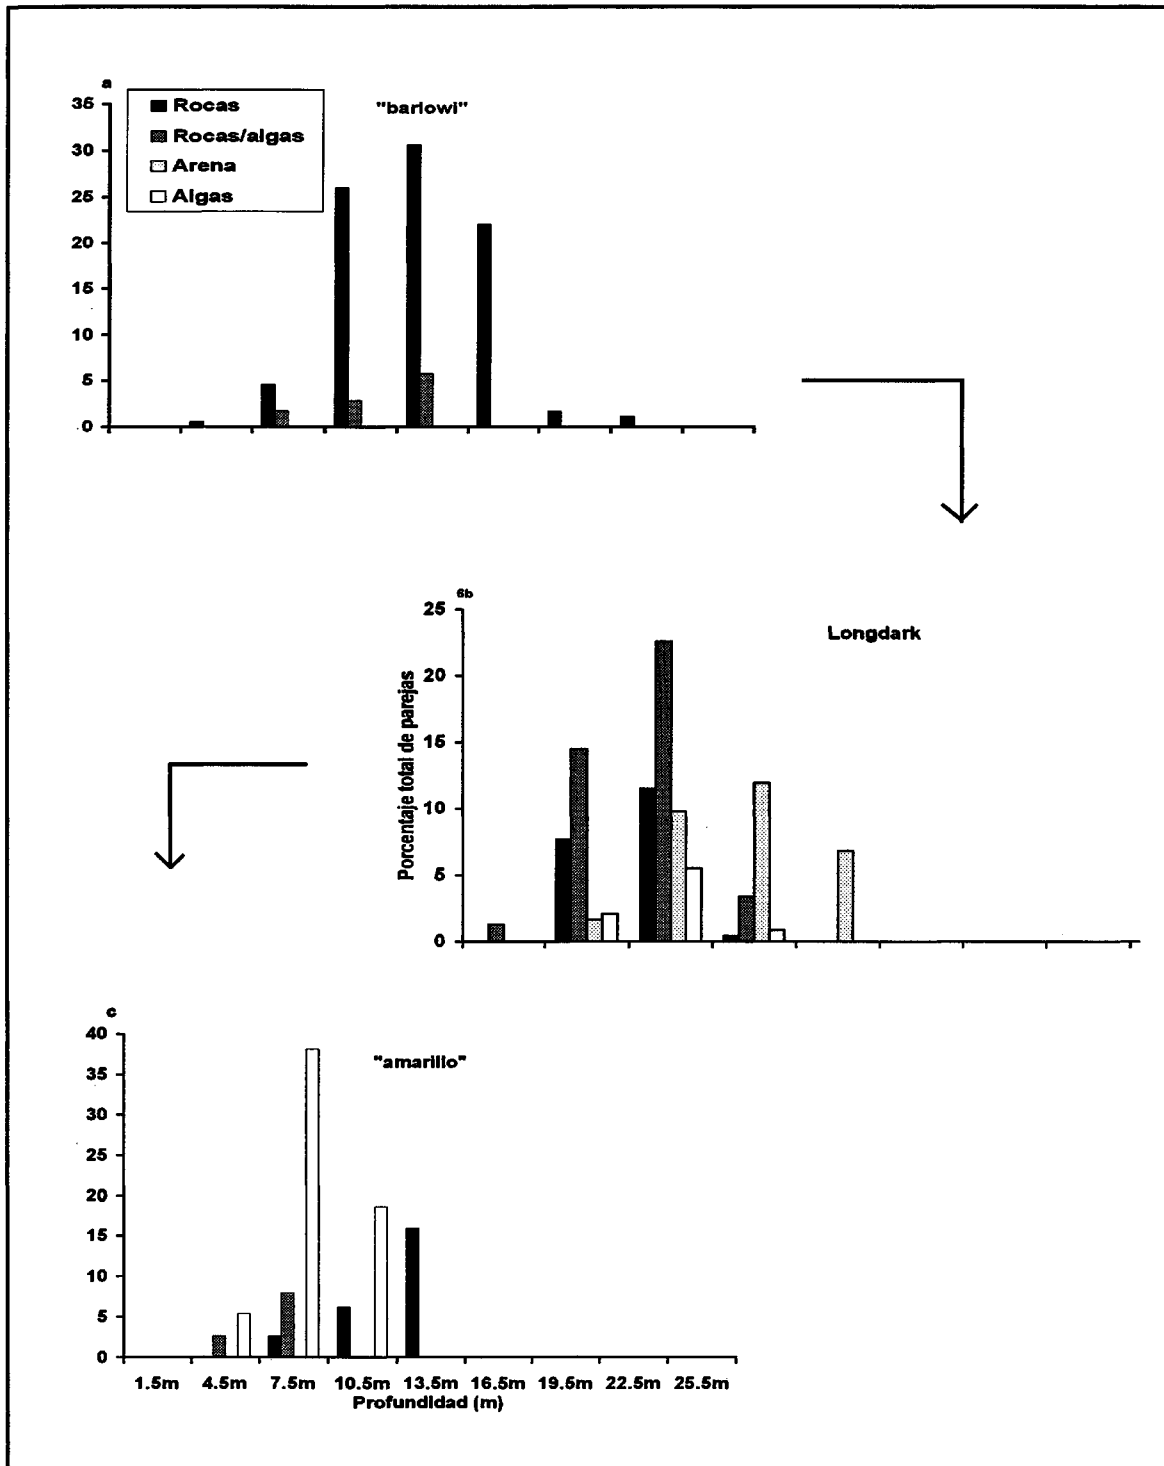 a
35
30
25
20
15
10
5
0
Rocas
Rocas/algas
Arena
Algas
"barlowi"
6b
25
20
15
10
5
0
Porcentaje total de parejas
Longdark
c
40
35
30
25
20
15
10
5
0
"amarillo"
1.5m 4.5m 7.5m 10.5m 13.5m 16.5m 19.5m 22.5m 25.5m
Profundidad (m)